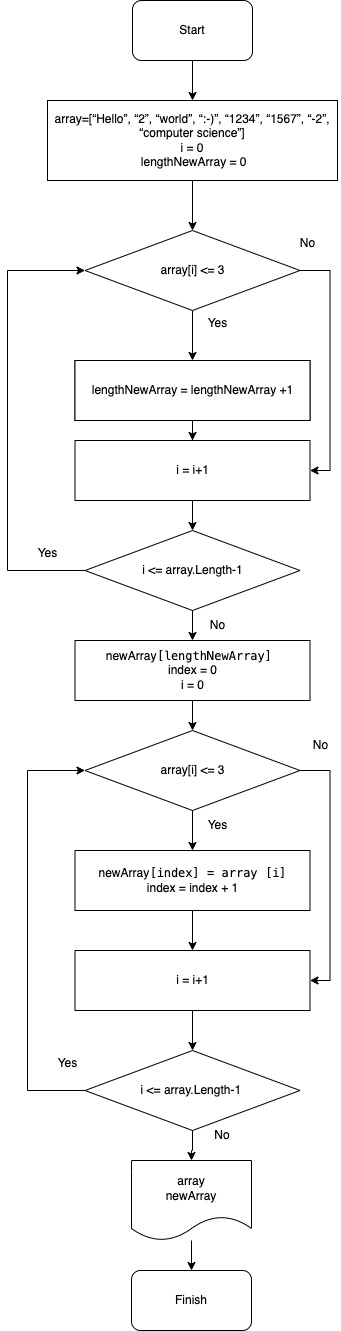 Start
array=[“Hello”, “2”, “world”, “:-)”, “1234”, “1567”, “-2”,
“computer science”]
i = 0
lengthNewArray = 0
No
array[i] <= 3
Yes
lengthNewArray = lengthNewArray +1
i = i+1
Yes
i <= array.Length-1
No
newArray[lengthNewArray]
index = 0
i = 0
No
array[i] <= 3
Yes
newArray[index] = array [i]
index = index + 1
i = i+1
Yes
i <= array.Length-1
No
array
newArray
Finish